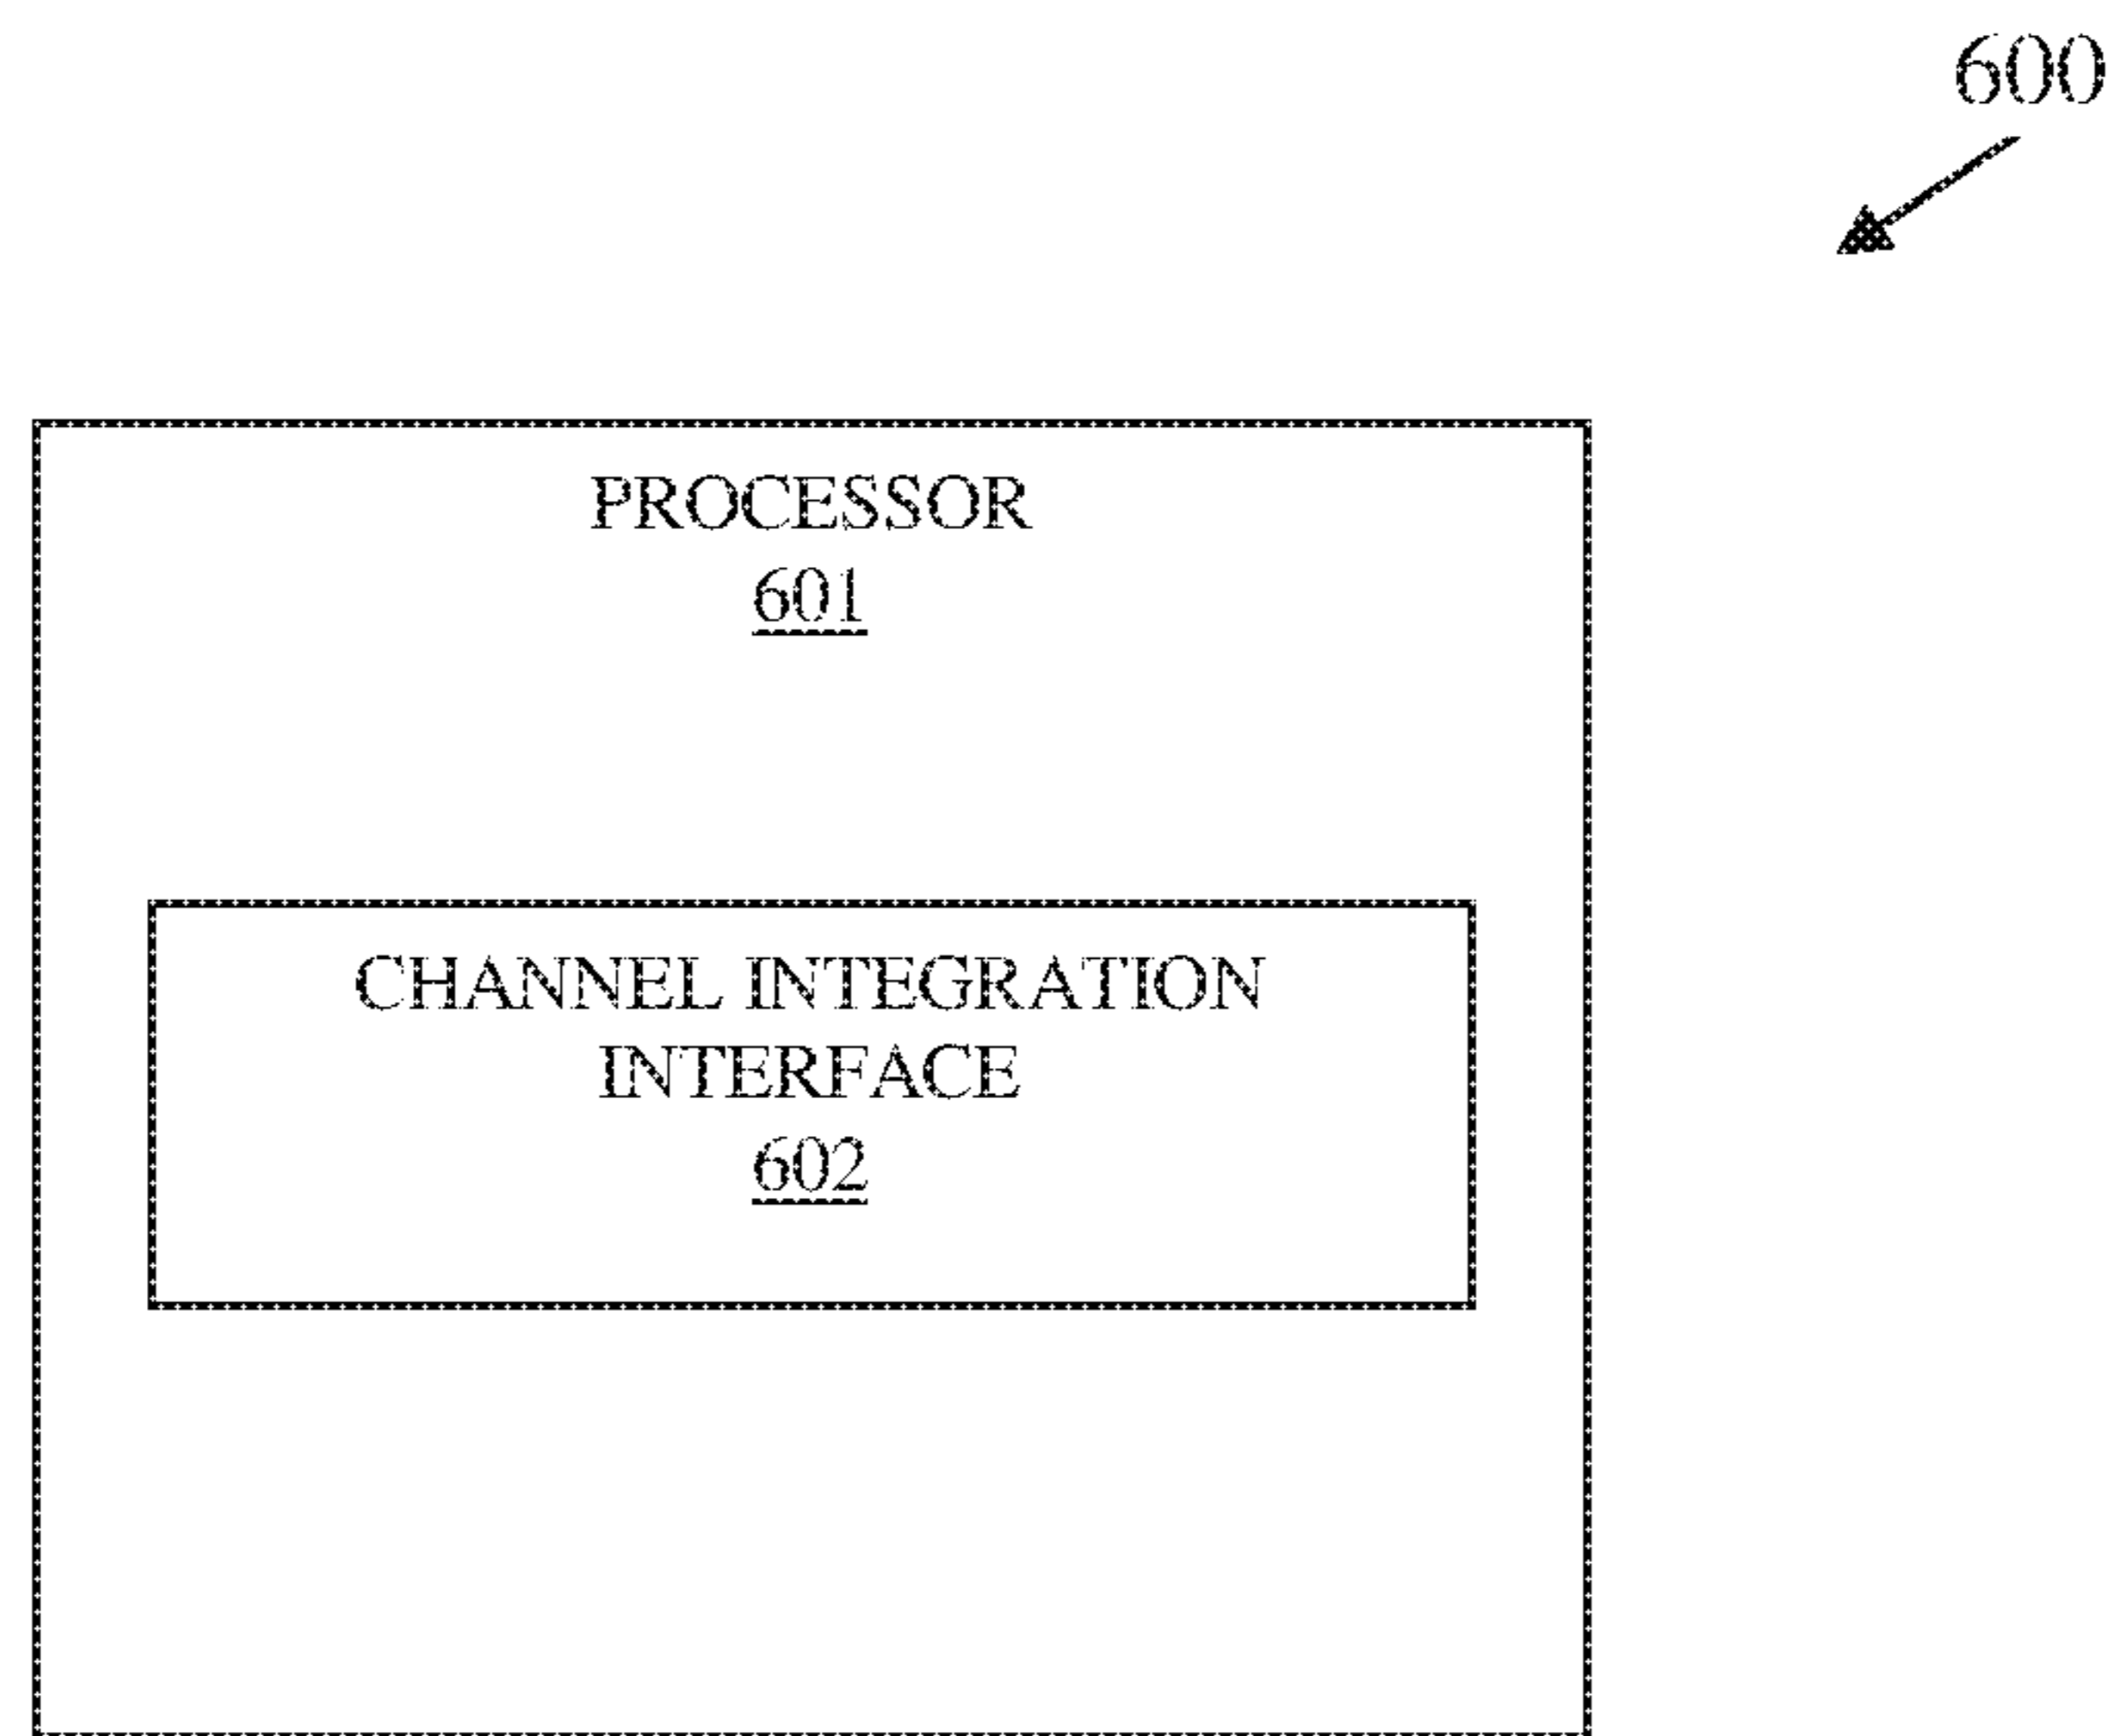 600
PROCESSOR
601
CHANNEL INTEGRATION
INTERFACE
602